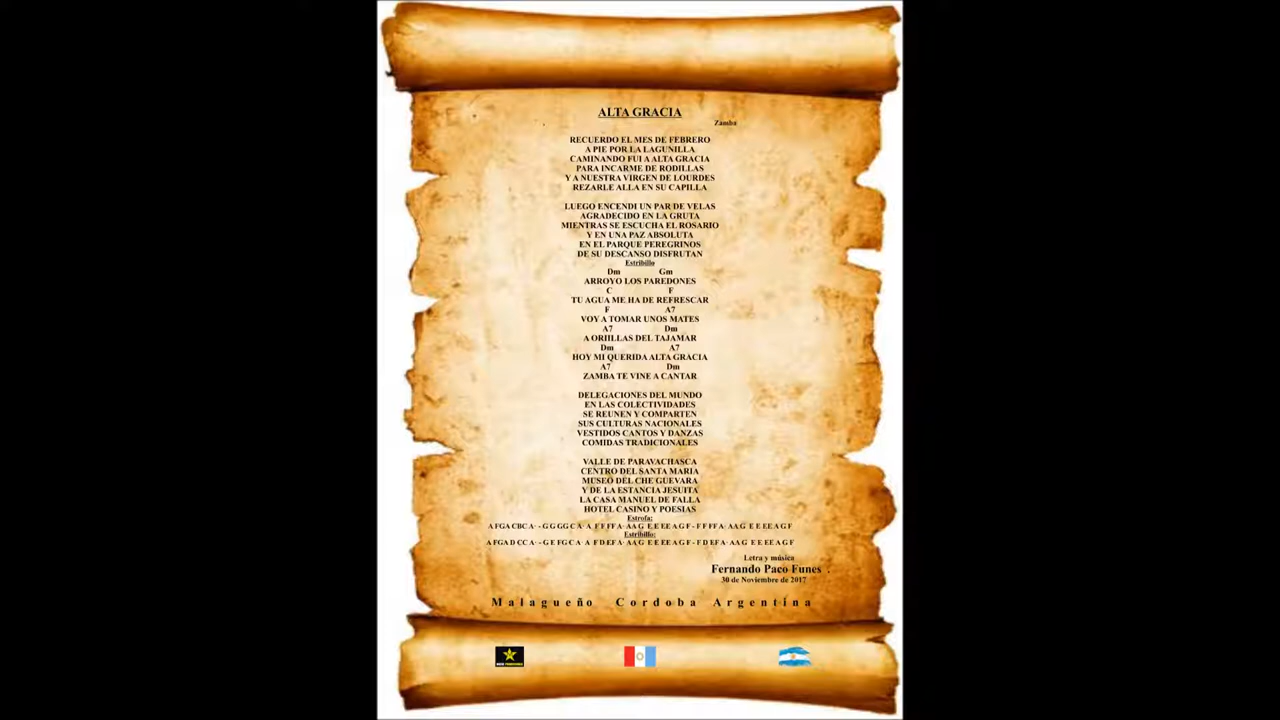 ALTA GRACIA
Zamba
RECUERDO EL MES DE FEBRERO
A PIE POR LA LAGUNILLA
CAMINANDO FUI A ALTA GRACIA
PARA INCARME DE RODILLAS
Y A NUESTRA VIRGEN DE LOURDES
REZARLE ALLA EN SU CAPILLA
LUEGO ENCENDI UN PAR DE VELAS
AGRADECIDO EN LA GRUTA
MIENTRAS SE ESCUCHA EL ROSARIO
Y EN UNA PAZ ABSOLUTA
EN EL PARQUE PEREGRINOS
DE SU DESCANSO DISFRUTAN
Estribillo
Dm Gm
ARROYO LOS PAREDONES
C F
TU AGUA ME HA DE REFRESCAR
F A7
VOY A TOMAR UNOS MATES
A7 Dm
A ORIILLAS DEL TAJAMAR
Dm A7
HOY MI QUERIDA ALTA GRACIA
A7 Dm
ZAMBA TE VINE A CANTAR
DELEGACIONES DEL MUNDO
EN LAS COLECTIVIDADES
SE REUNEN Y COMPARTEN
SUS CULTURAS NACIONALES
VESTIDOS CANTOS Y DANZAS
COMIDAS TRADICIONALES
VALLE DE PARAVACHASCA
CENTRO DEL SANTA MARIA
MUSEO DEL CHE GUEVARA
Y DE LA ESTANCIA JESUITA
LA CASA MANUEL DE FALLA
HOTEL CASINO Y POESIAS
Estrofa:
A F G A C B C A · - G G G G C A · A F F F F A · A A G E E E E A G F - F F F F A · A A G E E E E A G F
Estribillo:
A F G A D C C A · - G E F G C A · A F D E F A · A A G E E E E A G F - F D E F A · A A G E E E E A G F
Letra y música
Fernando Paco Funes .
30 de Noviembre de 2017
Malagueño Cordoba Argentina